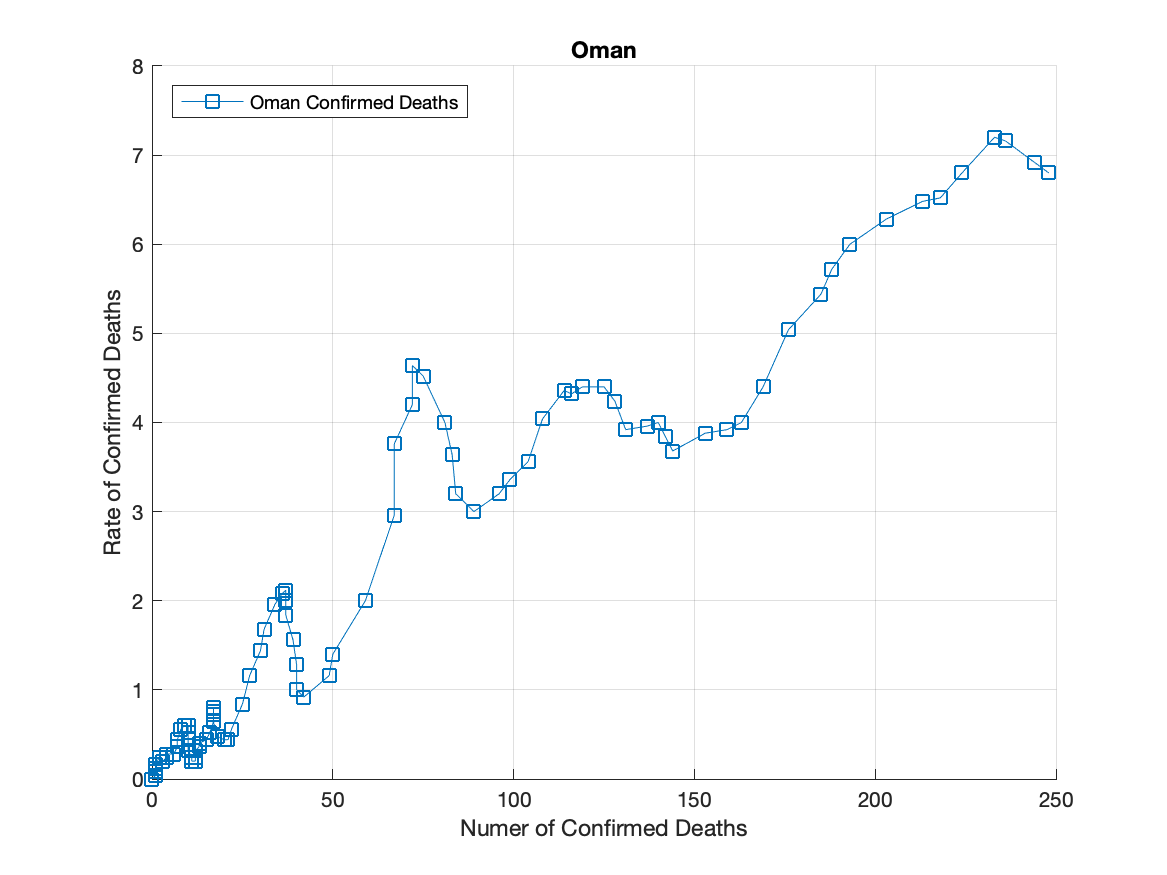 Oman
Oman Confirmed Deaths
8
7
6
5
4
3
2
1
0
Rate of Confirmed Deaths
0 50 100 150 200 250
Numer of Confirmed Deaths